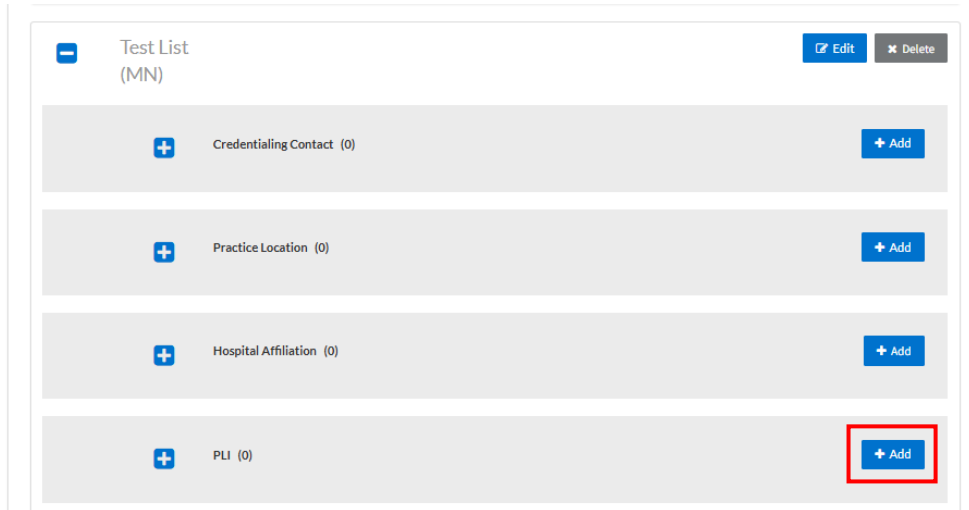 Test List
(MN)
Edit
Delete
Credentialing Contact (0)
Add
Practice Location (0)
Add
Hospital Affiliation (0)
Add
PLI (0)
Add